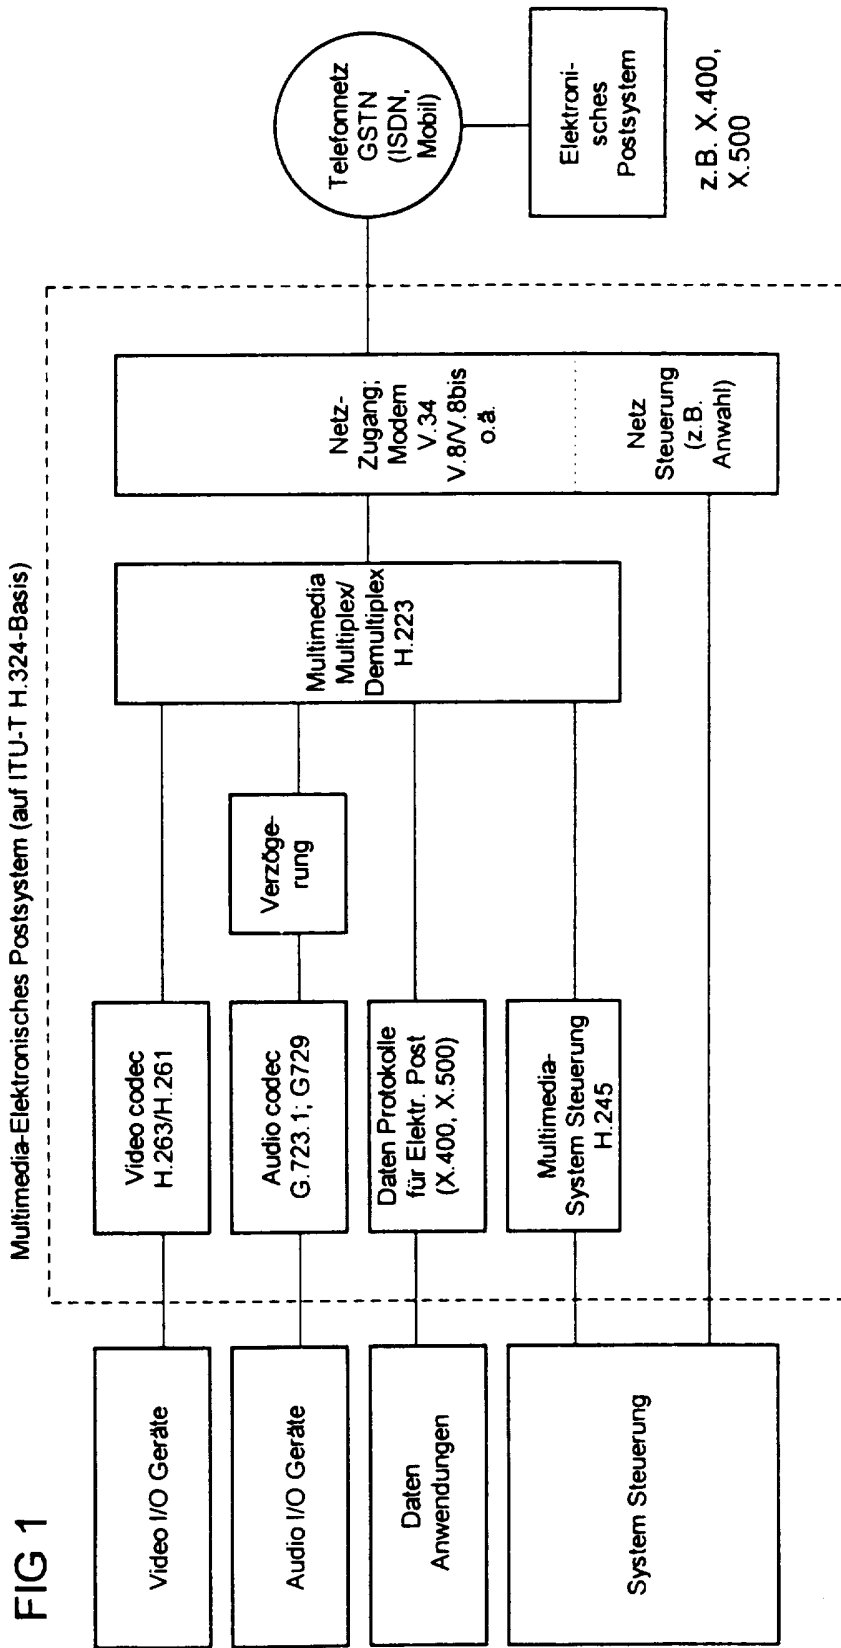 FIG 1
Multimedia-Elektronisches Postsystem (auf ITU-T H.324-Basis)
Video I/O Geräte
Audio I/O Geräte
Daten
Anwendungen
System Steuerung
Video codec
H.263/H.261
Audio codec
G.723.1; G729
Daten Protokolle
für Elektr. Post
(X.400, X.500)
Multimedia-
System Steuerung
H.245
Verzöge-
rung
Multimedia
Multiplex/
Demultiplex
H.223
Netz-
Zugang;
Modem
V.34
V.8/V.8bis
o.ä.
Netz
Steuerung
(z.B.
Anwahl)
Telefonnetz
GSTN
(ISDN,
Mobil)
Elektroni-
sches
Postsystem
z.B. X.400,
X.500